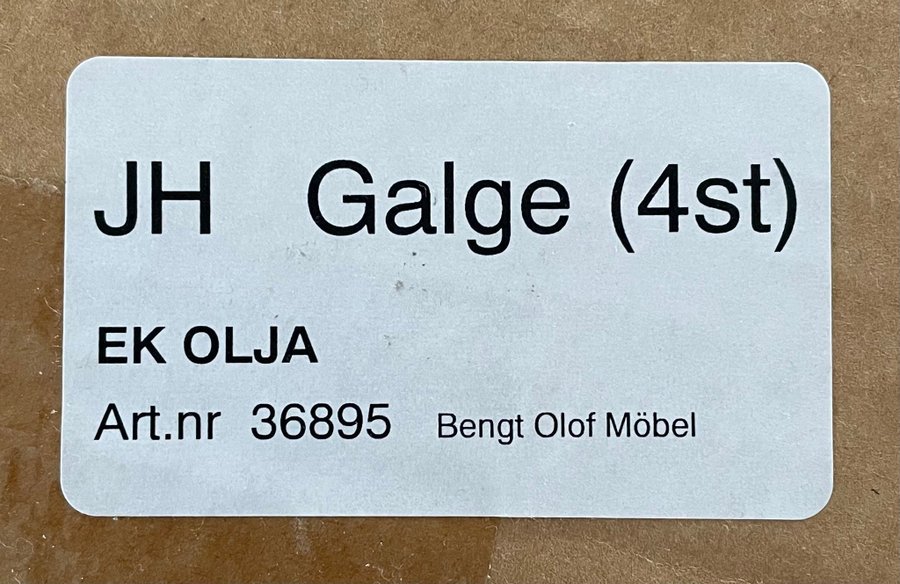 JH Galge (4st)
EK OLJA
Art.nr 36895 Bengt Olof Möbel